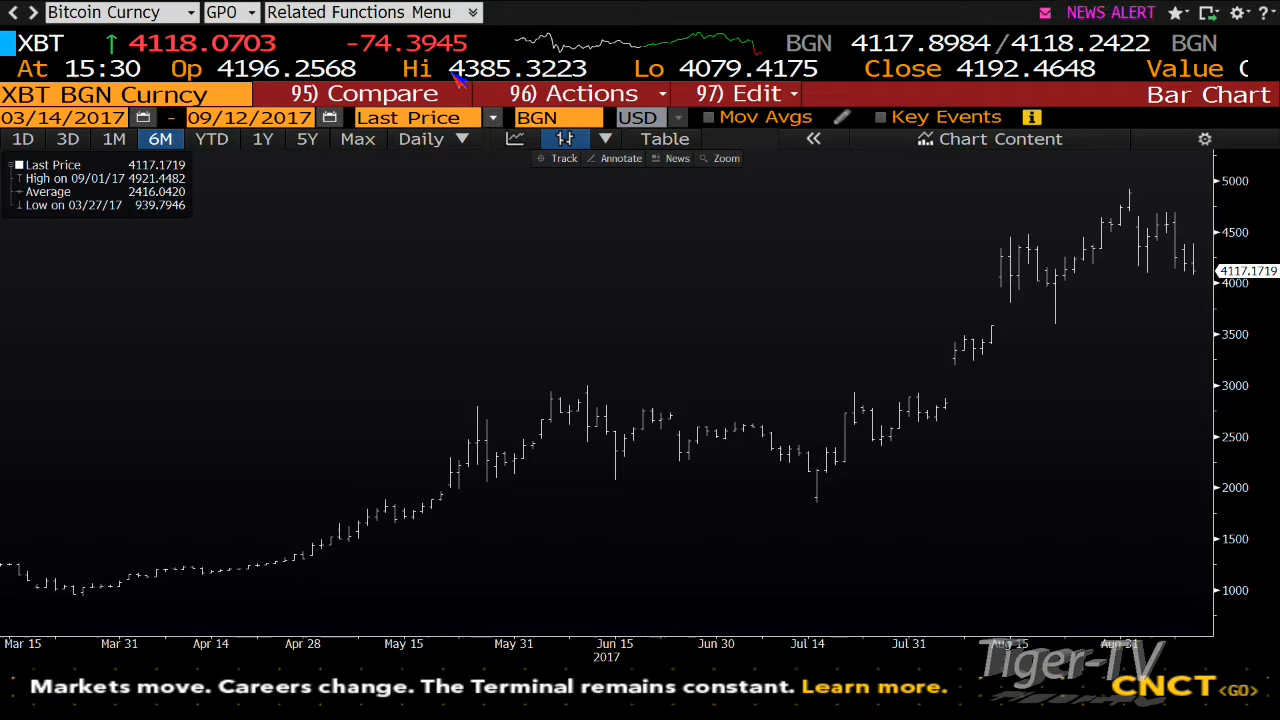 Bitcoin Curncy GPO Related Functions Menu NEWS ALERT
XBT 4118.0703 -74.3945 BGN 4117.8984/4118.2422 BGN
At 15:30 Op 4196.2568 Hi 4385.3223 Lo 4079.4175 Close 4192.4648 Value
XBT BGN Curncy 95) Compare 96) Actions 97) Edit Bar Chart
03/14/2017 - 09/12/2017 Last Price BGN USD Mov Avgs Key Events
1D 3D 1M 6M YTD 1Y 5Y Max Daily Table Chart Content
Track Annotate News Zoom
Last Price 4117.1719
High on 09/01/17 4921.4482
Average 2416.0420
Low on 03/27/17 939.7946
5000
4500
4117.1719
4000
3500
3000
2500
2000
1500
1000
Mar 15 Mar 31 Apr 14 Apr 28 May 15 May 31 Jun 15 Jun 30 Jul 14 Jul 31 Aug 15 Aug 31
2017
Tiger-TV
Markets move. Careers change. The Terminal remains constant. Learn more. CNCT <GO>